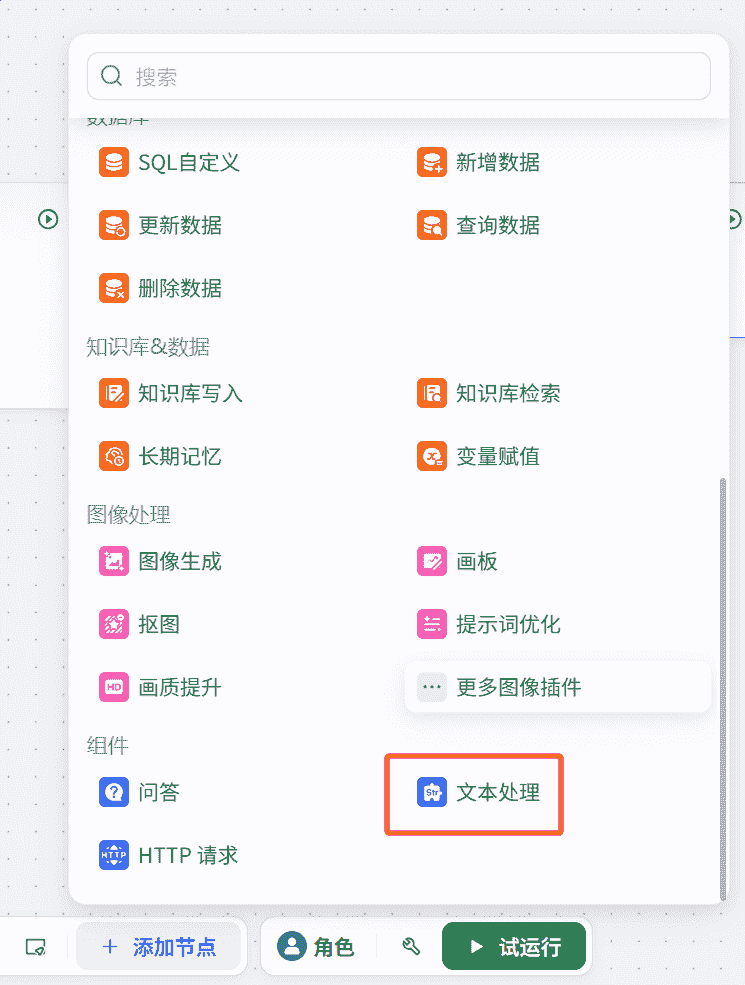 搜索
数据库
SQL自定义
新增数据
更新数据
查询数据
删除数据
知识库&数据
知识库写入
知识库检索
长期记忆
变量赋值
图像处理
图像生成
画板
抠图
提示词优化
HD 画质提升
更多图像插件
组件
问答
Str 文本处理
HTTP HTTP 请求
添加节点
角色
试运行